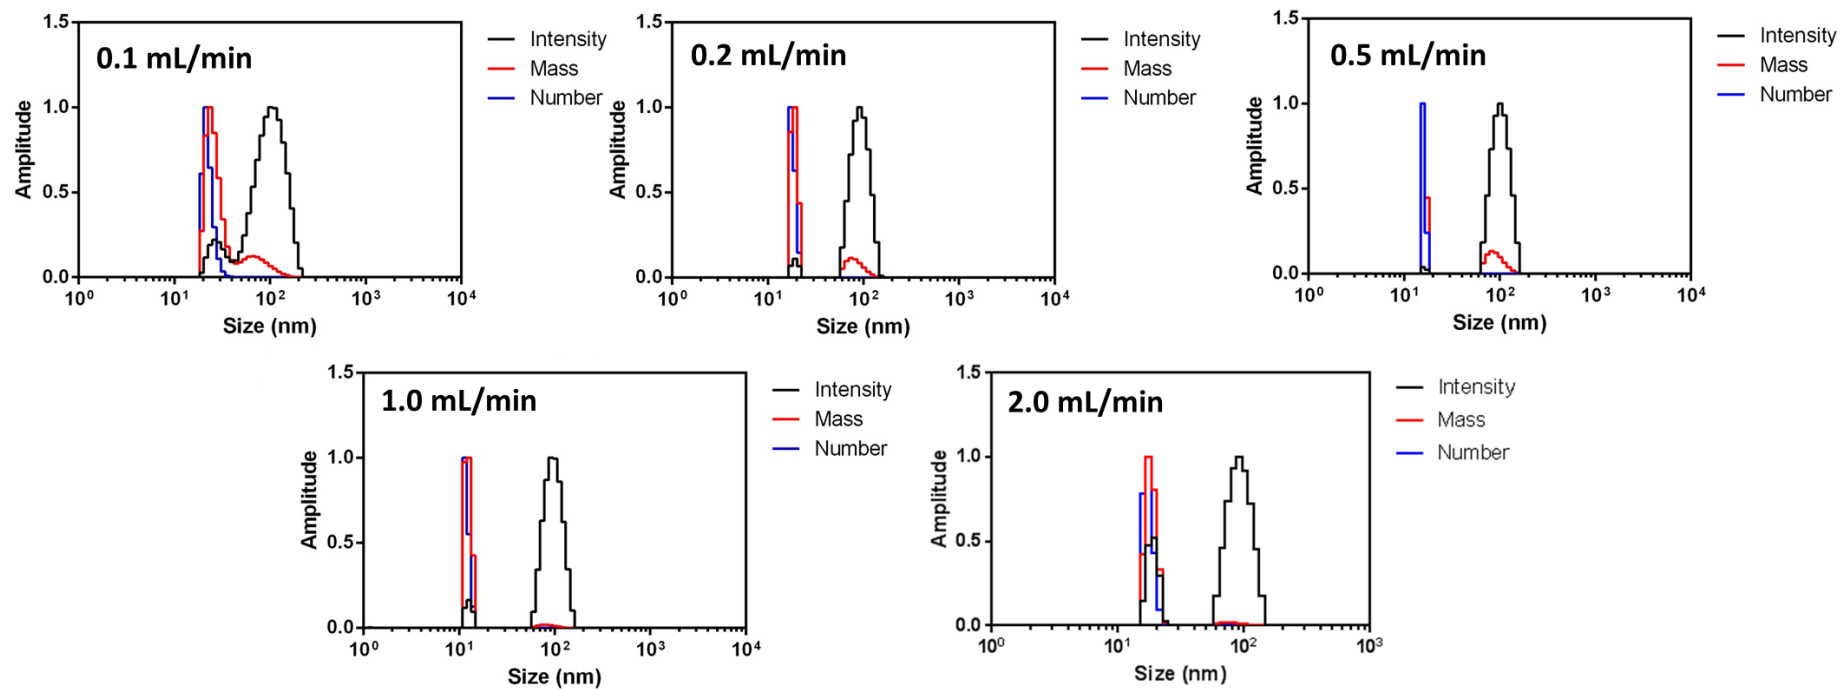 0.1 mL/min
1.5
1.0
0.5
0.0
Amplitude
10⁰ 10¹ 10² 10³ 10⁴
Size (nm)
Intensity
Mass
Number
0.2 mL/min
1.5
1.0
0.5
0.0
Amplitude
10⁰ 10¹ 10² 10³ 10⁴
Size (nm)
Intensity
Mass
Number
0.5 mL/min
1.5
1.0
0.5
0.0
Amplitude
10⁰ 10¹ 10² 10³ 10⁴
Size (nm)
Intensity
Mass
Number
1.0 mL/min
1.5
1.0
0.5
0.0
Amplitude
10⁰ 10¹ 10² 10³ 10⁴
Size (nm)
Intensity
Mass
Number
2.0 mL/min
1.5
1.0
0.5
0.0
Amplitude
10⁰ 10¹ 10² 10³
Size (nm)
Intensity
Mass
Number